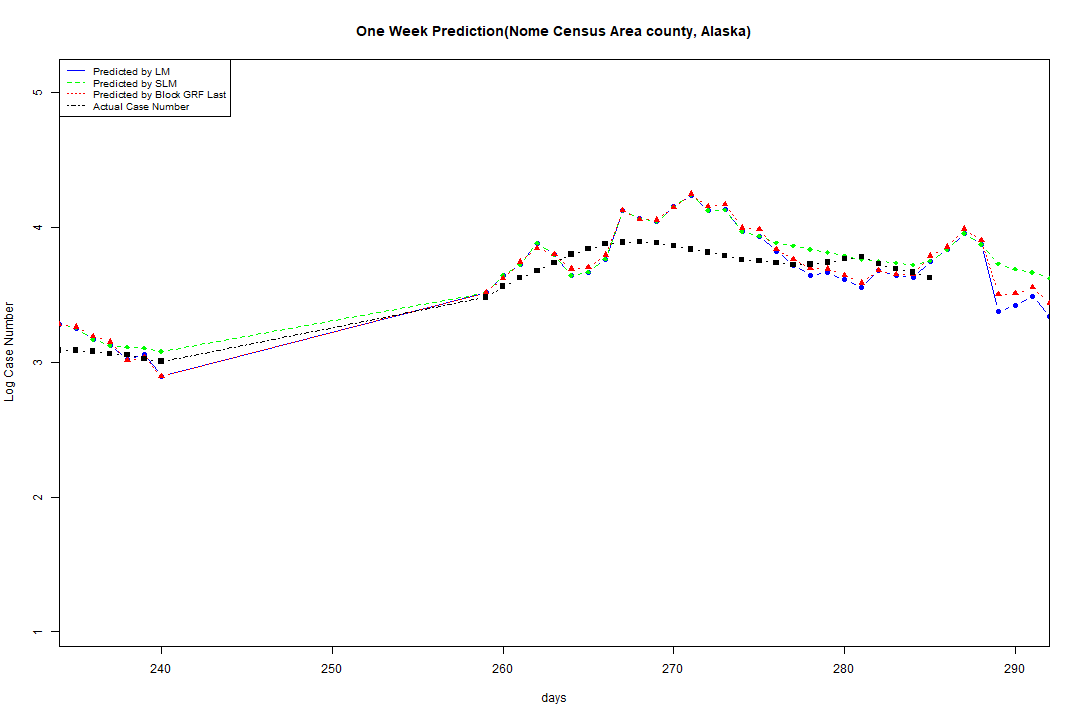 One Week Prediction(Nome Census Area county, Alaska)
Predicted by LM
Predicted by SLM
Predicted by Block GRF Last
Actual Case Number
5
4
3
2
1
Log Case Number
240 250 260 270 280 290
days